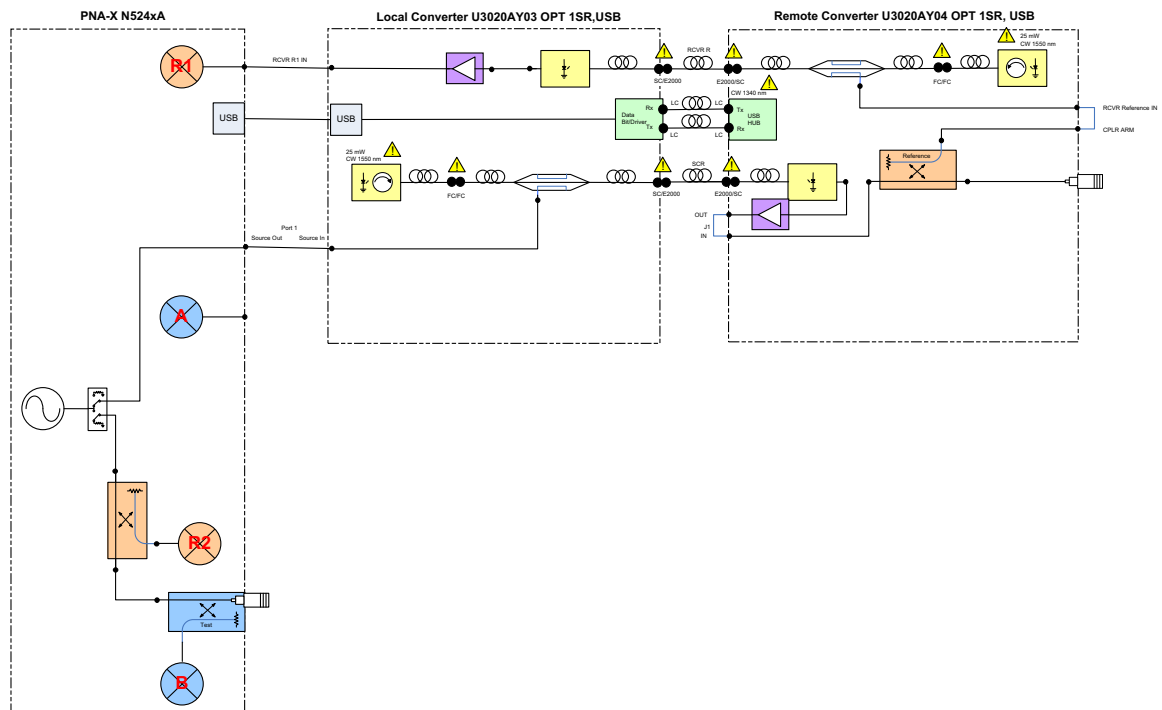 PNA-X N524xA
Local Converter U3020AY03 OPT 1SR,USB
Remote Converter U3020AY04 OPT 1SR, USB
R1
RCVR R1 IN
!
SC/E2000
RCVR R
!
E2000/SC
!
FC/FC
!
25 mW
CW 1550 nm
USB
USB
Data
Bit/Driver
Rx
Tx
LC
LC
LC
LC
!
CW 1340 nm
Tx
Rx
USB
HUB
RCVR Reference IN
CPLR ARM
Reference
25 mW
CW 1550 nm
!
!
FC/FC
!
SC/E2000
SCR
!
E2000/SC
OUT
J1
IN
Port 1
Source Out
Source In
A
R2
Test
B